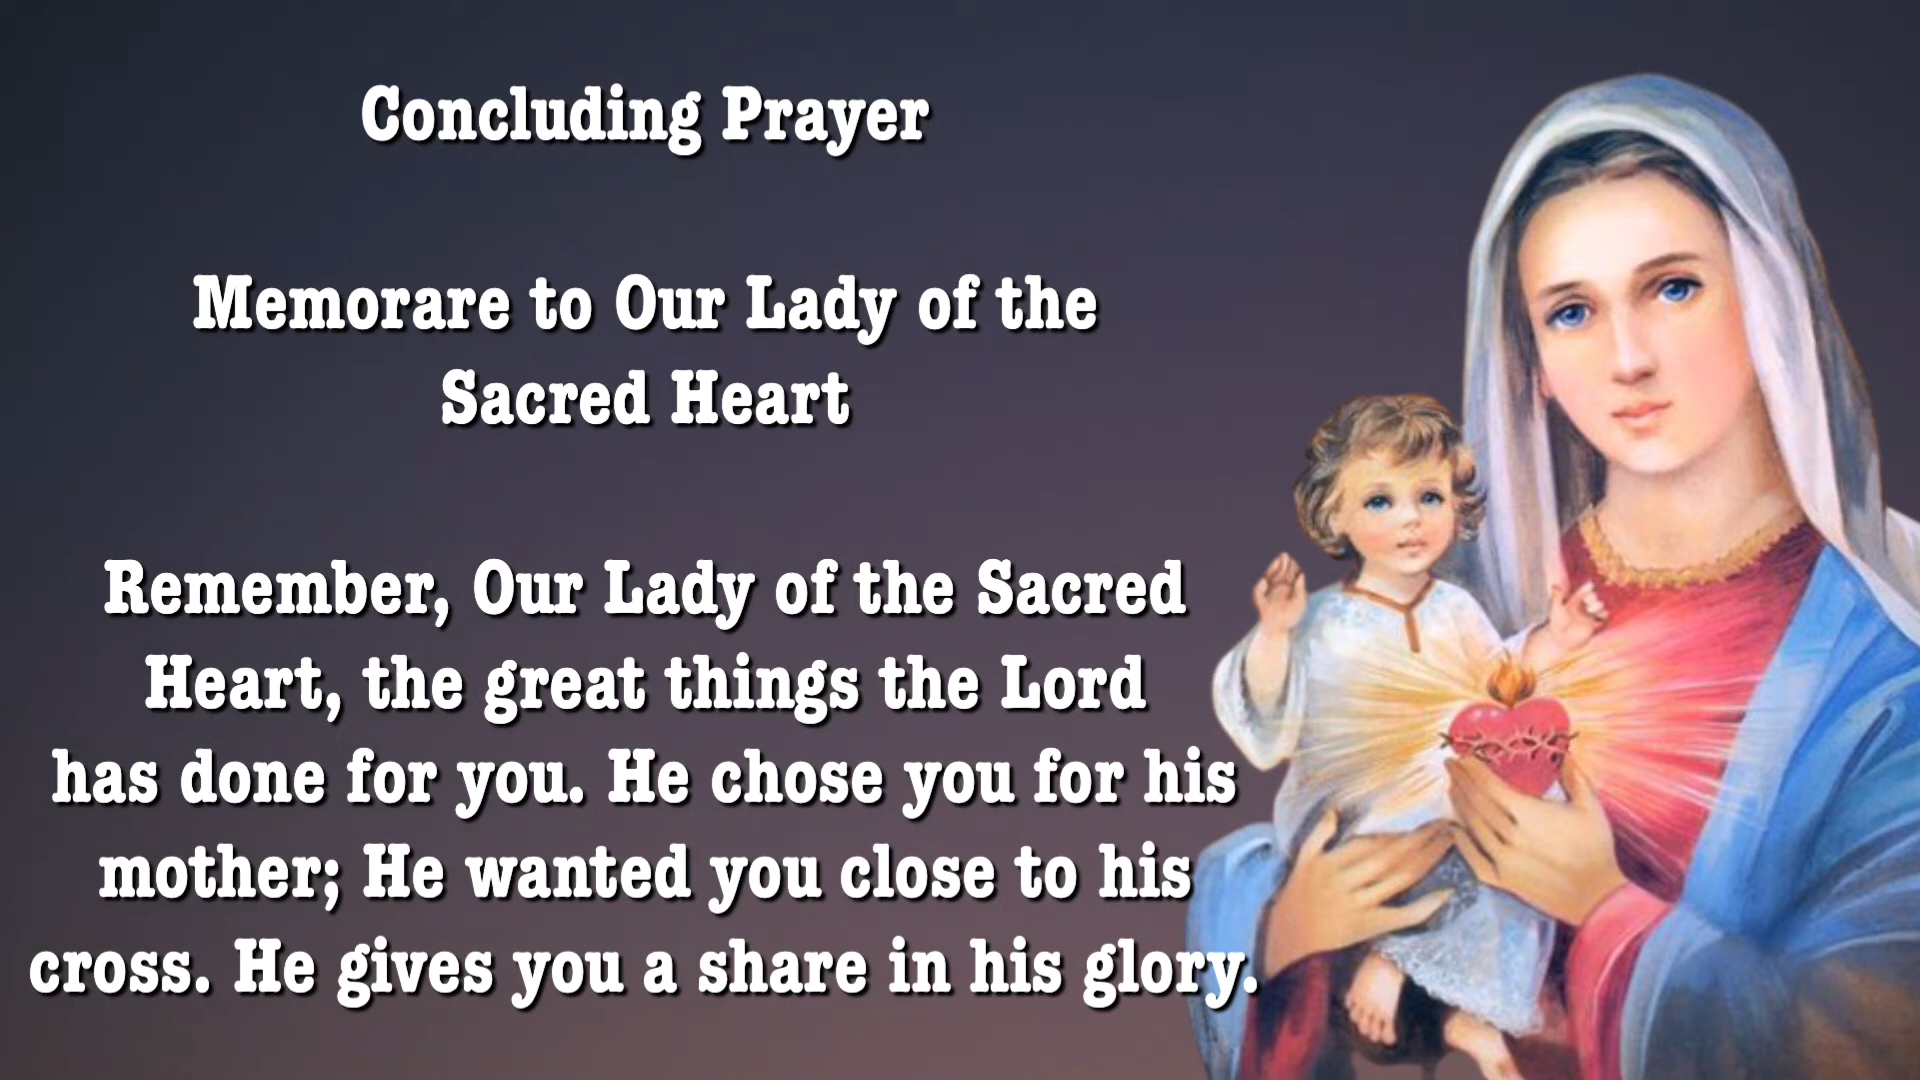 Concluding Prayer
Memorare to Our Lady of the
Sacred Heart
Remember, Our Lady of the Sacred
Heart, the great things the Lord
has done for you. He chose you for his
mother; He wanted you close to his
cross. He gives you a share in his glory.